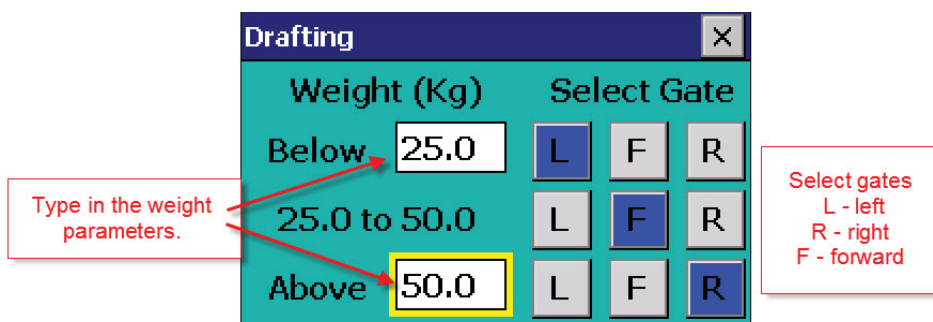 Drafting X
Weight (Kg) Select Gate
Below 25.0 L F R
25.0 to 50.0 L F R
Above 50.0 L F R
Type in the weight
parameters.
Select gates
L - left
R - right
F - forward